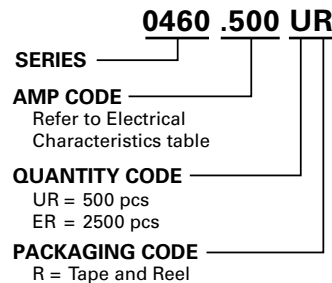 0460 .500 UR
SERIES
AMP CODE
Refer to Electrical
Characteristics table
QUANTITY CODE
UR = 500 pcs
ER = 2500 pcs
PACKAGING CODE
R = Tape and Reel